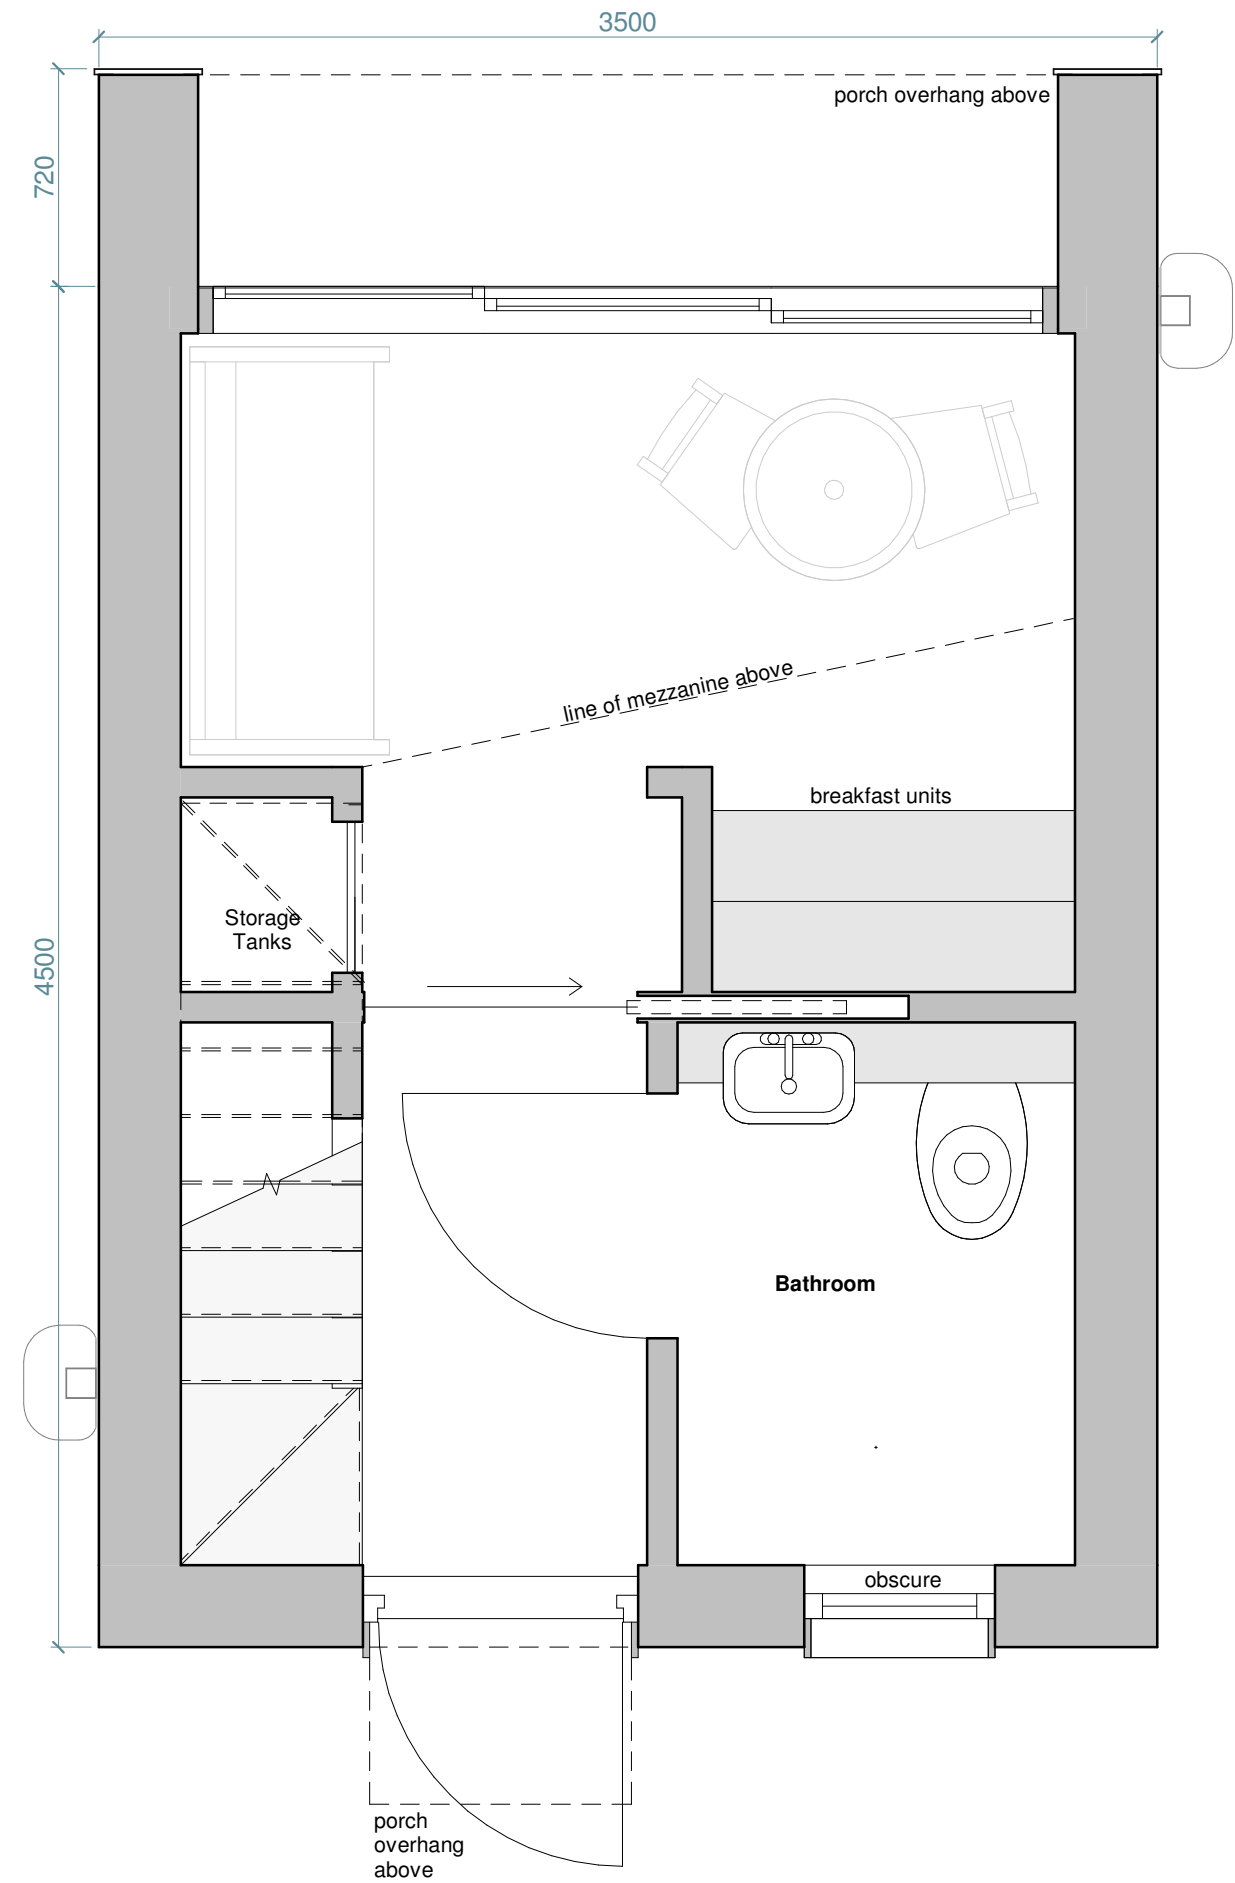 3500
porch overhang above
720
line of mezzanine above
breakfast units
Storage
Tanks
4500
Bathroom
obscure
porch
overhang
above